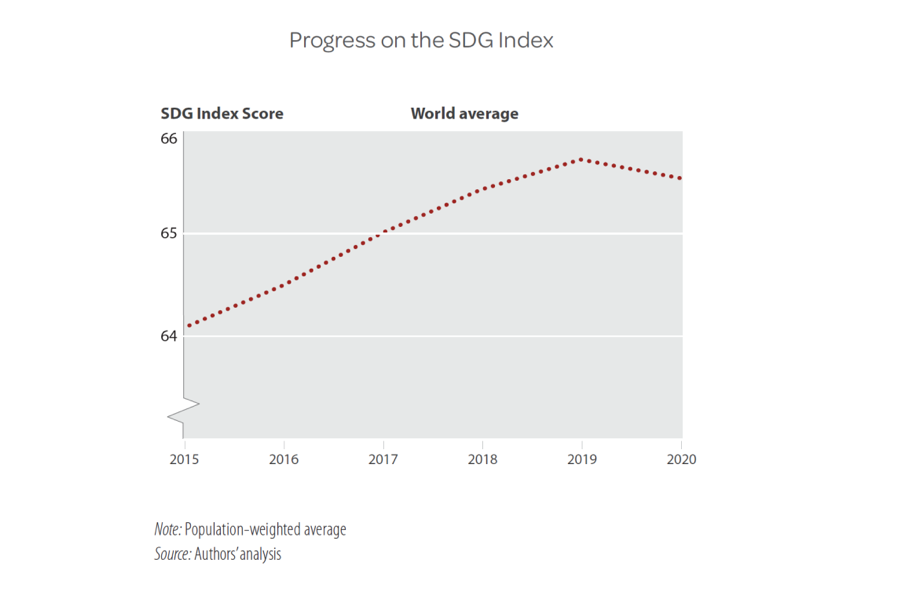 Progress on the SDG Index
SDG Index Score
World average
66
65
64
2015 2016 2017 2018 2019 2020
Note: Population-weighted average
Source: Authors' analysis